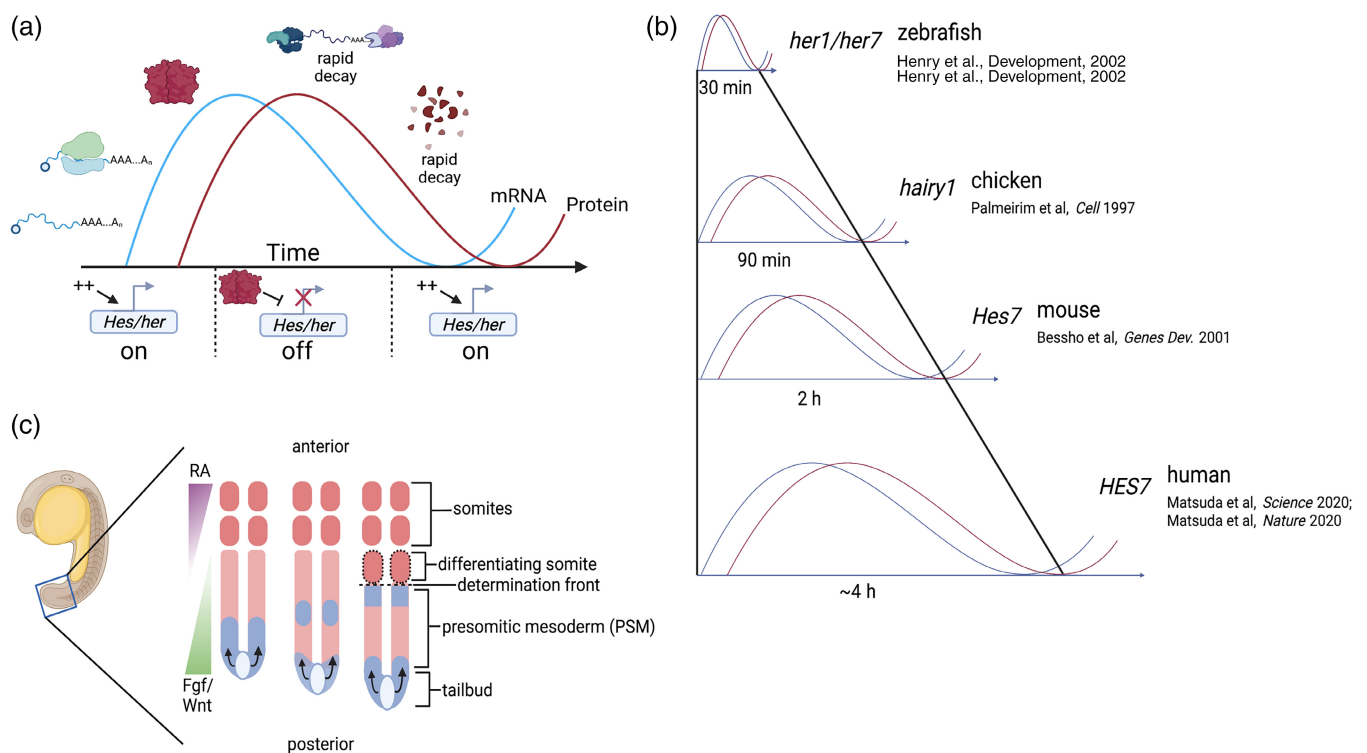 (a)
AAA...
rapid
decay
rapid
decay
AAA...An
AAA...An
mRNA
Protein
Time
++
Hes/her
on
Hes/her
off
++
Hes/her
on
(b)
her1/her7 zebrafish
Henry et al., Development, 2002
Henry et al., Development, 2002
30 min
hairy1 chicken
Palmeirim et al, Cell 1997
90 min
Hes7 mouse
Bessho et al, Genes Dev. 2001
2 h
HES7 human
Matsuda et al, Science 2020;
Matsuda et al, Nature 2020
~4 h
(c)
anterior
RA
somites
differentiating somite
determination front
presomitic mesoderm (PSM)
tailbud
Fgf/
Wnt
posterior